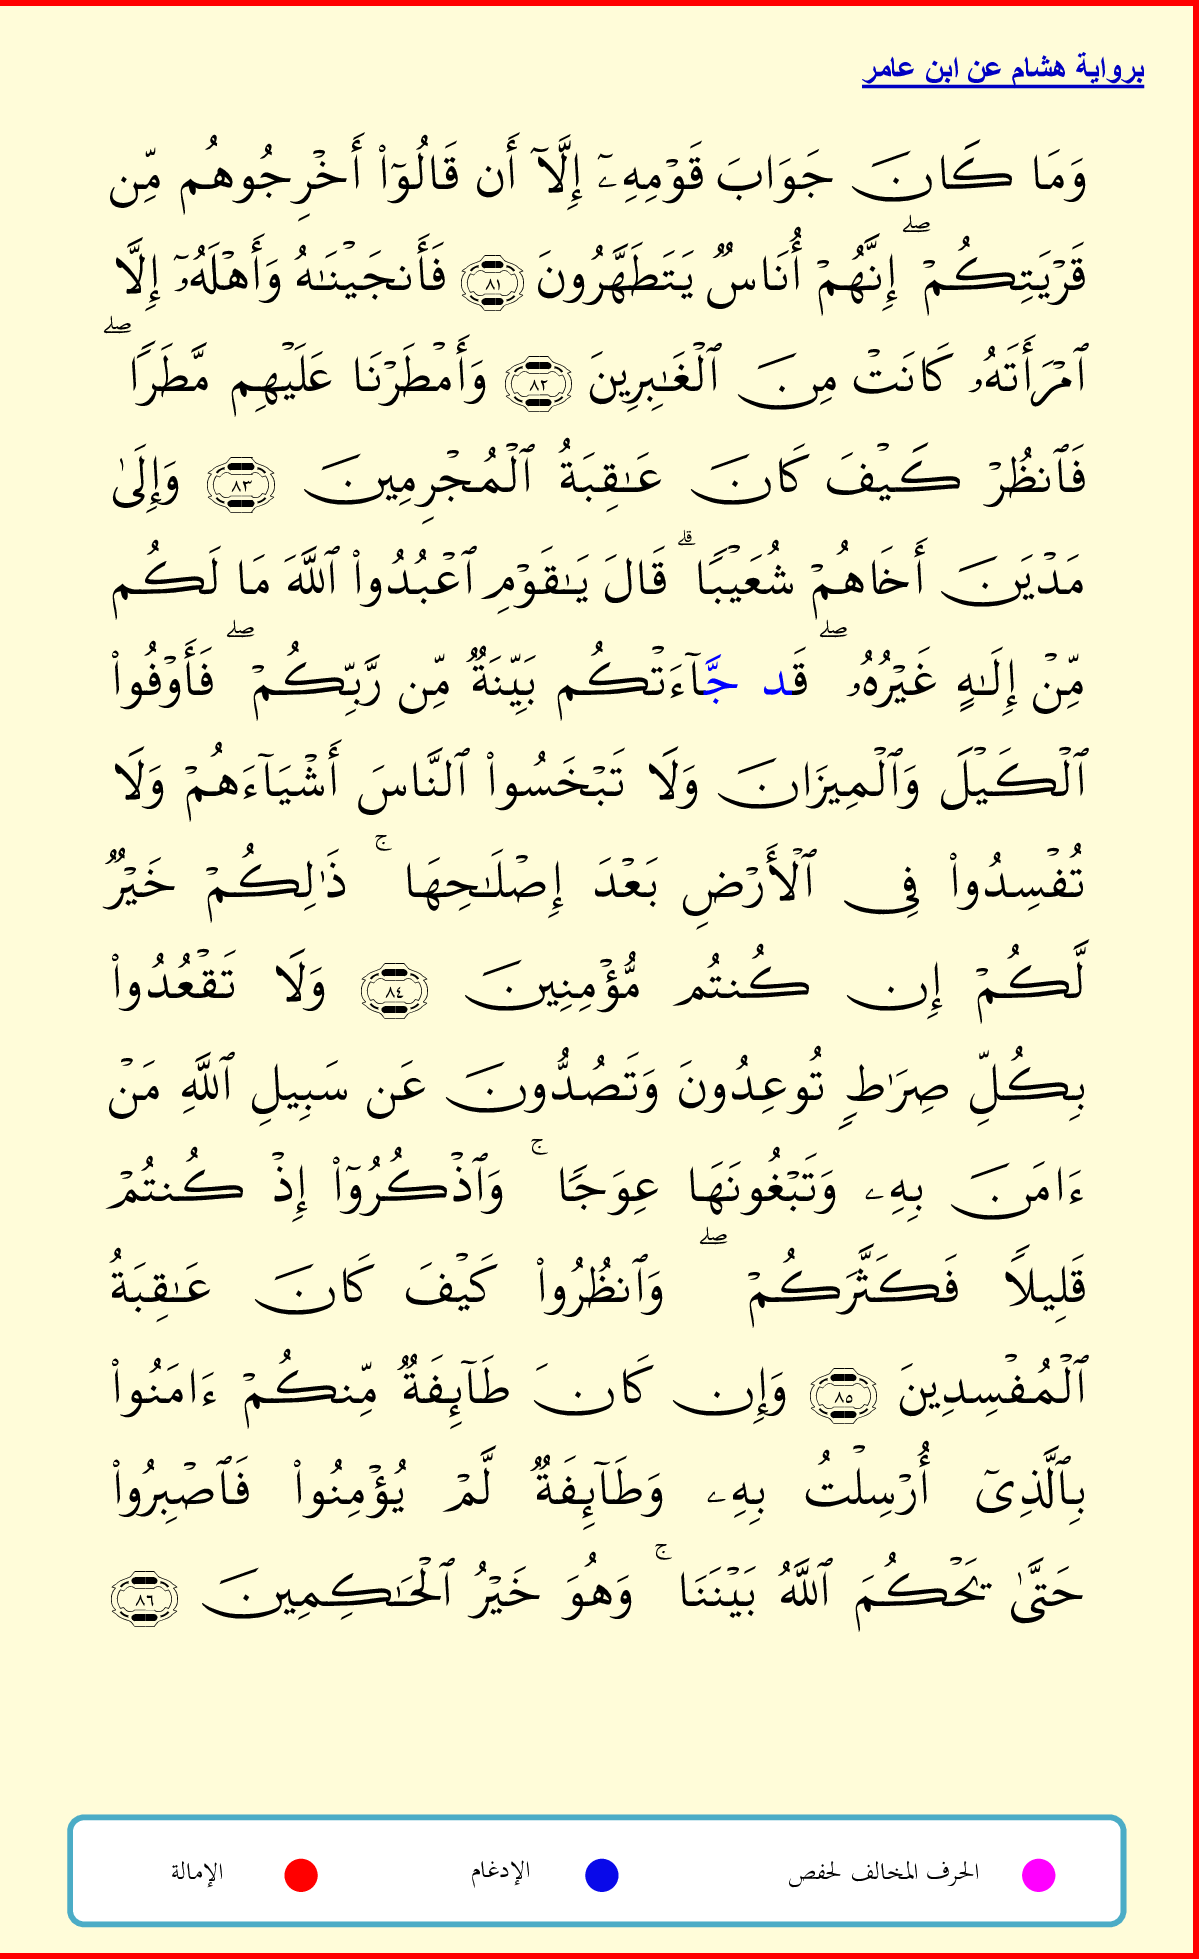 برواية هشام عن ابن عامر
وَمَا كَانَ جَوَابَ قَوْمِهِۦٓ إِلَّآ أَن قَالُوٓا۟ أَخْرِجُوهُم مِّن
قَرْيَتِكُمْ ۖ إِنَّهُمْ أُنَاسٌ يَتَطَهَّرُونَ ٨١ فَأَنجَيْنَـٰهُ وَأَهْلَهُۥٓ إِلَّا
ٱمْرَأَتَهُۥ كَانَتْ مِنَ ٱلْغَـٰبِرِينَ ٨٢ وَأَمْطَرْنَا عَلَيْهِم مَّطَرًا ۖ
فَٱنظُرْ كَيْفَ كَانَ عَـٰقِبَةُ ٱلْمُجْرِمِينَ ٨٣ وَإِلَىٰ
مَدْيَنَ أَخَاهُمْ شُعَيْبًا ۗ قَالَ يَـٰقَوْمِ ٱعْبُدُوا۟ ٱللَّهَ مَا لَكُم
مِّنْ إِلَـٰهٍ غَيْرُهُۥ ۖ قَد جَّآءَتْكُم بَيِّنَةٌ مِّن رَّبِّكُمْ ۖ فَأَوْفُوا۟
ٱلْكَيْلَ وَٱلْمِيزَانَ وَلَا تَبْخَسُوا۟ ٱلنَّاسَ أَشْيَآءَهُمْ وَلَا
تُفْسِدُوا۟ فِى ٱلْأَرْضِ بَعْدَ إِصْلَـٰحِهَا ۚ ذَٰلِكُمْ خَيْرٌ
لَّكُمْ إِن كُنتُم مُّؤْمِنِينَ ٨٤ وَلَا تَقْعُدُوا۟
بِكُلِّ صِرَٰطٍ تُوعِدُونَ وَتَصُدُّونَ عَن سَبِيلِ ٱللَّهِ مَنْ
ءَامَنَ بِهِۦ وَتَبْغُونَهَا عِوَجًا ۚ وَٱذْكُرُوٓا۟ إِذْ كُنتُمْ
قَلِيلًا فَكَثَّرَكُمْ ۖ وَٱنظُرُوا۟ كَيْفَ كَانَ عَـٰقِبَةُ
ٱلْمُفْسِدِينَ ٨٥ وَإِن كَانَ طَآئِفَةٌ مِّنكُمْ ءَامَنُوا۟
بِٱلَّذِىٓ أُرْسِلْتُ بِهِۦ وَطَآئِفَةٌ لَّمْ يُؤْمِنُوا۟ فَٱصْبِرُوا۟
حَتَّىٰ يَحْكُمَ ٱللَّهُ بَيْنَنَا ۚ وَهُوَ خَيْرُ ٱلْحَـٰكِمِينَ ٨٦
الحرف المخالف لحفص الإدغام الإمالة